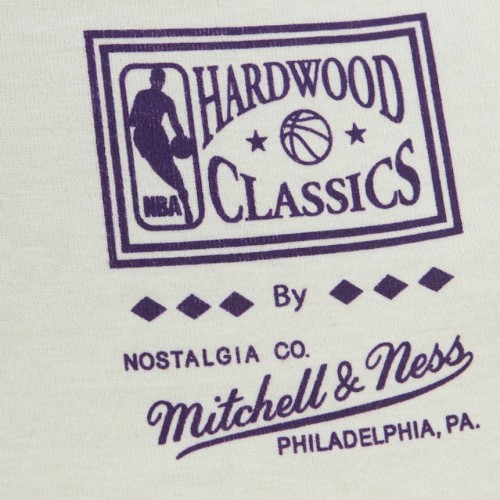 HARDWOOD
CLASSICS
NBA
By
NOSTALGIA CO.
Mitchell & Ness
PHILADELPHIA, PA.